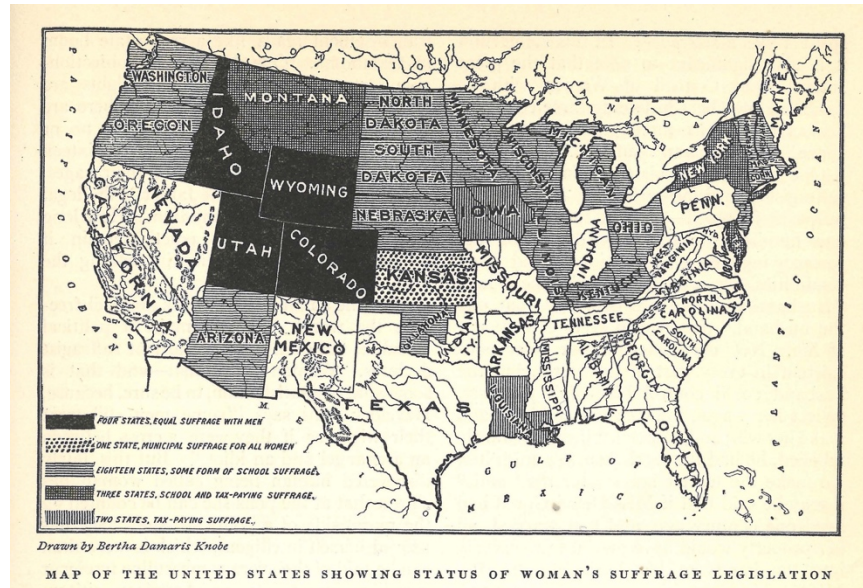 DOMINION OF CANADA
WASHINGTON
MONTANA
NORTH
DAKOTA
MINNESOTA
MAINE
OREGON
IDAHO
SOUTH
DAKOTA
WISCONSIN
MICHIGAN
NEW YORK
WYOMING
NEBRASKA
IOWA
PENN.
CALIFORNIA
NEVADA
UTAH
COLORADO
KANSAS
MISSOURI
ILLINOIS
INDIANA
OHIO
KENTUCKY
WEST
VIRGINIA
VIRGINIA
NORTH
CAROLINA
ARIZONA
NEW
MEXICO
OKLAHOMA
INDIAN
TY.
ARKANSAS
TENNESSEE
SOUTH
CAROLINA
TEXAS
LOUISIANA
MISSISSIPPI
ALABAMA
GEORGIA
FLORIDA
PACIFIC OCEAN
ATLANTIC OCEAN
GULF OF
MEXICO
FOUR STATES, EQUAL SUFFRAGE WITH MEN
ONE STATE, MUNICIPAL SUFFRAGE FOR ALL WOMEN
EIGHTEEN STATES, SOME FORM OF SCHOOL SUFFRAGE.
THREE STATES, SCHOOL AND TAX-PAYING SUFFRAGE.
TWO STATES, TAX-PAYING SUFFRAGE.
Drawn by Bertha Damaris Knobe
MAP OF THE UNITED STATES SHOWING STATUS OF WOMAN'S SUFFRAGE LEGISLATION